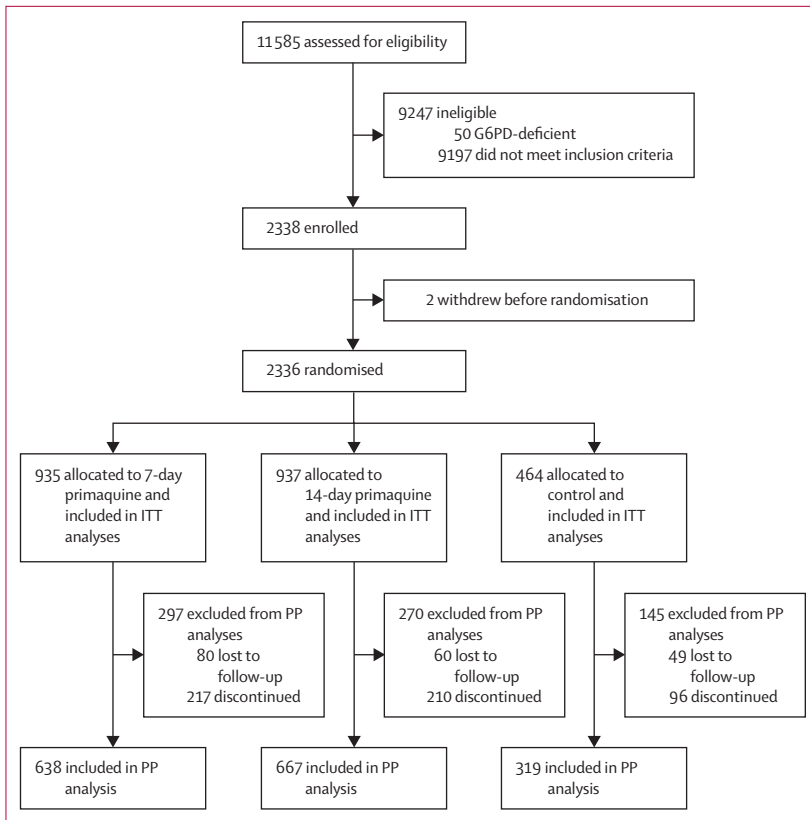 11585 assessed for eligibility
9247 ineligible
50 G6PD-deficient
9197 did not meet inclusion criteria
2338 enrolled
2 withdrew before randomisation
2336 randomised
935 allocated to 7-day
primaquine and
included in ITT
analyses
937 allocated to
14-day primaquine
and included in ITT
analyses
464 allocated to
control and
included in ITT
analyses
297 excluded from PP
analyses
80 lost to
follow-up
217 discontinued
270 excluded from PP
analyses
60 lost to
follow-up
210 discontinued
145 excluded from PP
analyses
49 lost to
follow-up
96 discontinued
638 included in PP
analysis
667 included in PP
analysis
319 included in PP
analysis